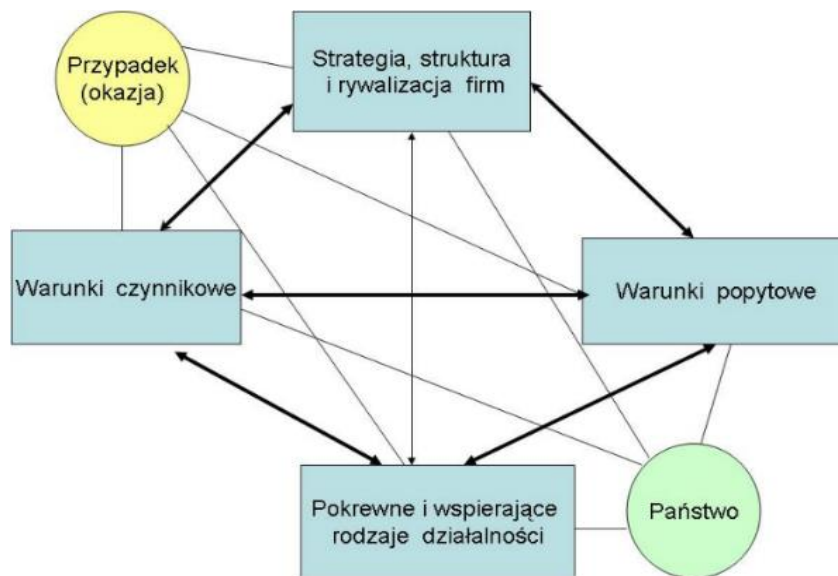 Przypadek
(okazja)
Strategia, struktura
i rywalizacja firm
Warunki czynnikowe
Warunki popytowe
Pokrewne i wspierające
rodzaje działalności
Państwo